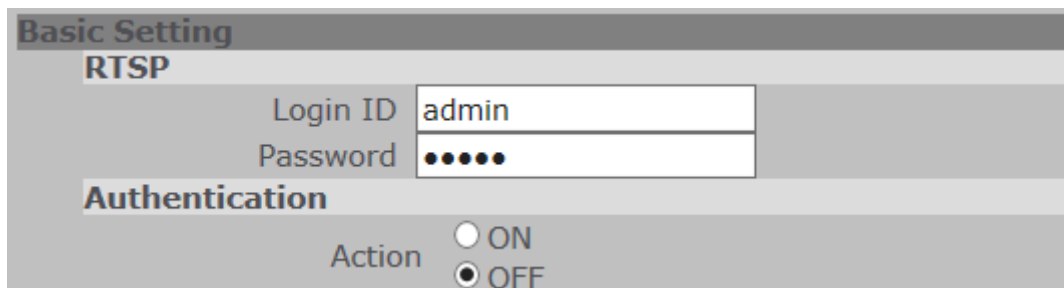 Basic Setting
RTSP
Login ID admin
Password •••••
Authentication
Action
ON
OFF